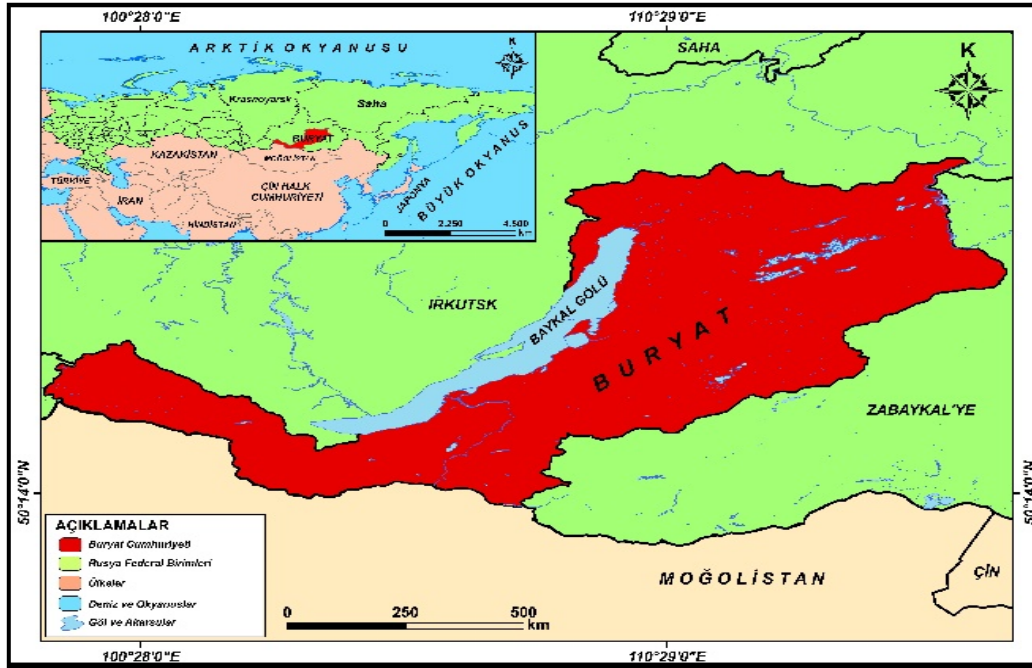 100°28'0"E 110°29'0"E
ARKTİK OKYANUSU
K
Krasnoyarsk
Saha
BURYAT
KAZAKİSTAN
MOĞOLİSTAN
TÜRKİYE
İRAN
ÇİN HALK
CUMHURİYETİ
JAPONYA
BÜYÜK OKYANUS
HİNDİSTAN
0 2.250 4.500
km
SAHA
K
IRKUTSK
BAYKAL GÖLÜ
BURYAT
ZABAYKAL'YE
50°14'0"N
50°14'0"N
MOĞOLİSTAN
ÇİN
AÇIKLAMALAR
Buryat Cumhuriyeti
Rusya Federal Birimleri
Ülkeler
Deniz ve Okyanuslar
Göl ve Akarsular
0 250 500
km
100°28'0"E 110°29'0"E